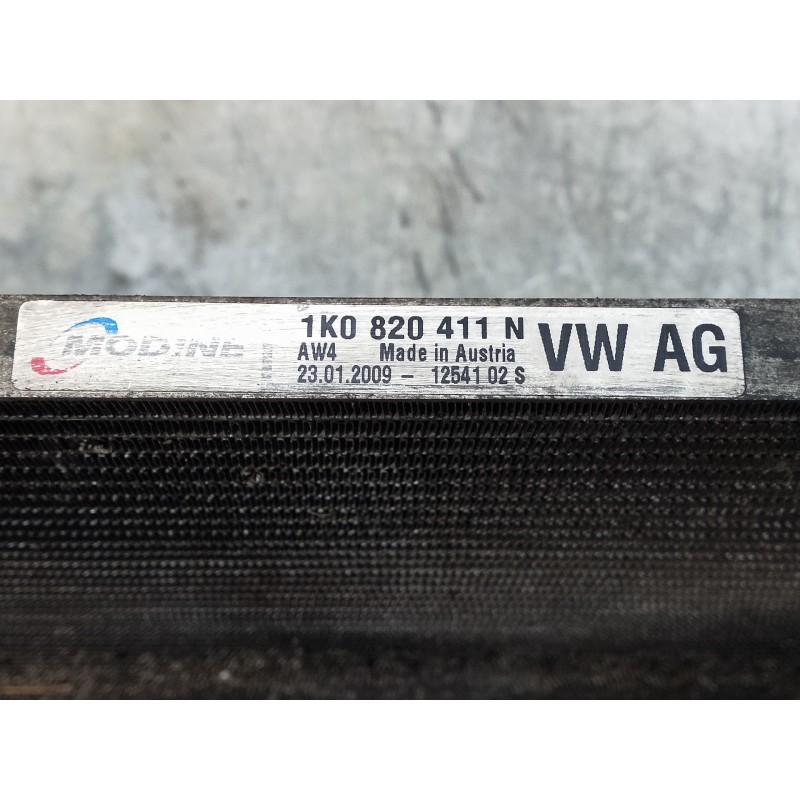 MODINE
1K0 820 411 N
AW4 Made in Austria
23.01.2009 - 12541 02 S
VW AG